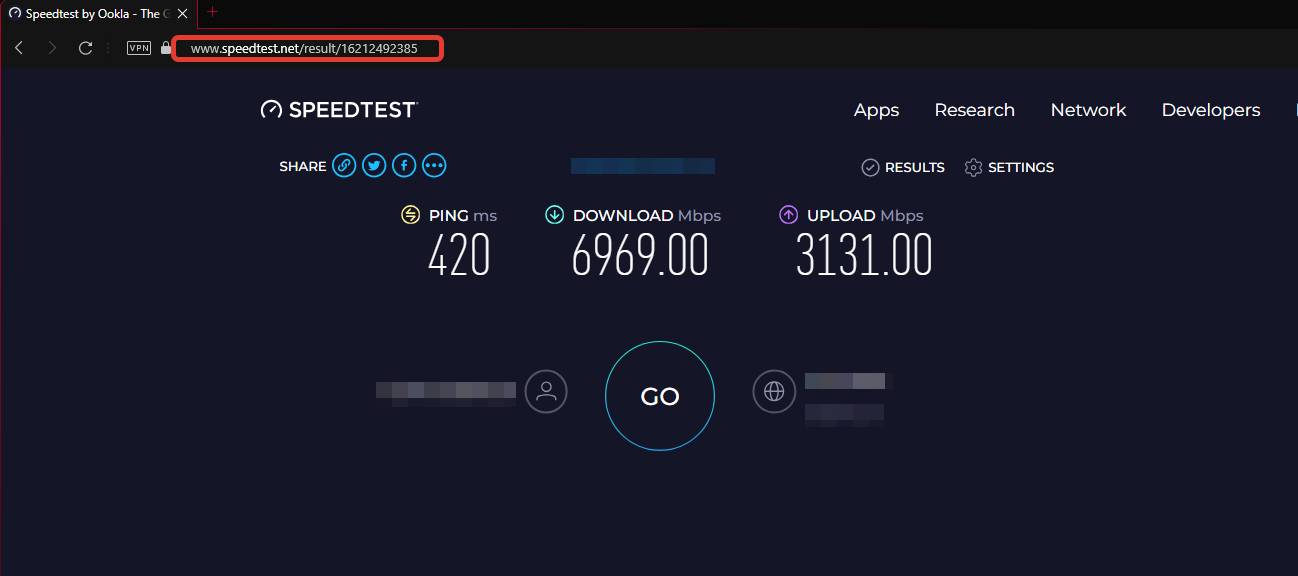 Speedtest by Ookla - The G
VPN www.speedtest.net/result/16212492385
SPEEDTEST
Apps Research Network Developers
SHARE RESULTS SETTINGS
PING ms DOWNLOAD Mbps UPLOAD Mbps
420 6969.00 3131.00
GO